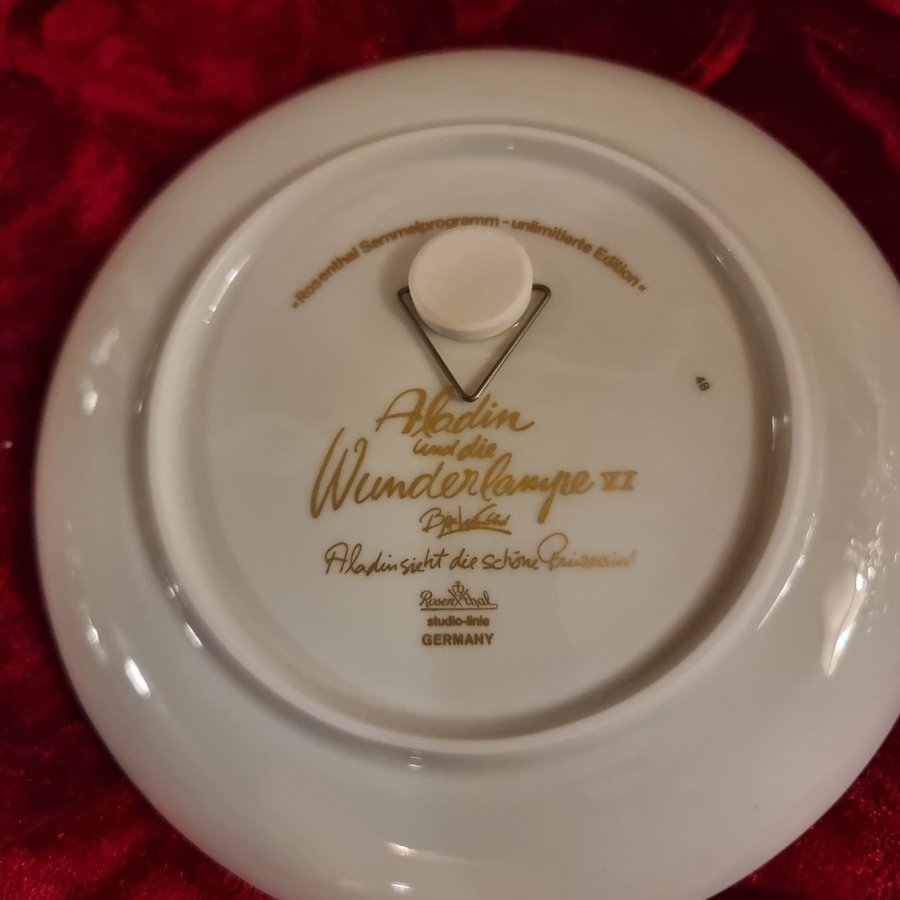 »Rosenthal Sammelprogramm - unlimitierte Edition«
48
Aladin
und die
Wunderlampe VI
Aladin sieht die schöne Prinzessin!
Rosenthal
studio-linie
GERMANY